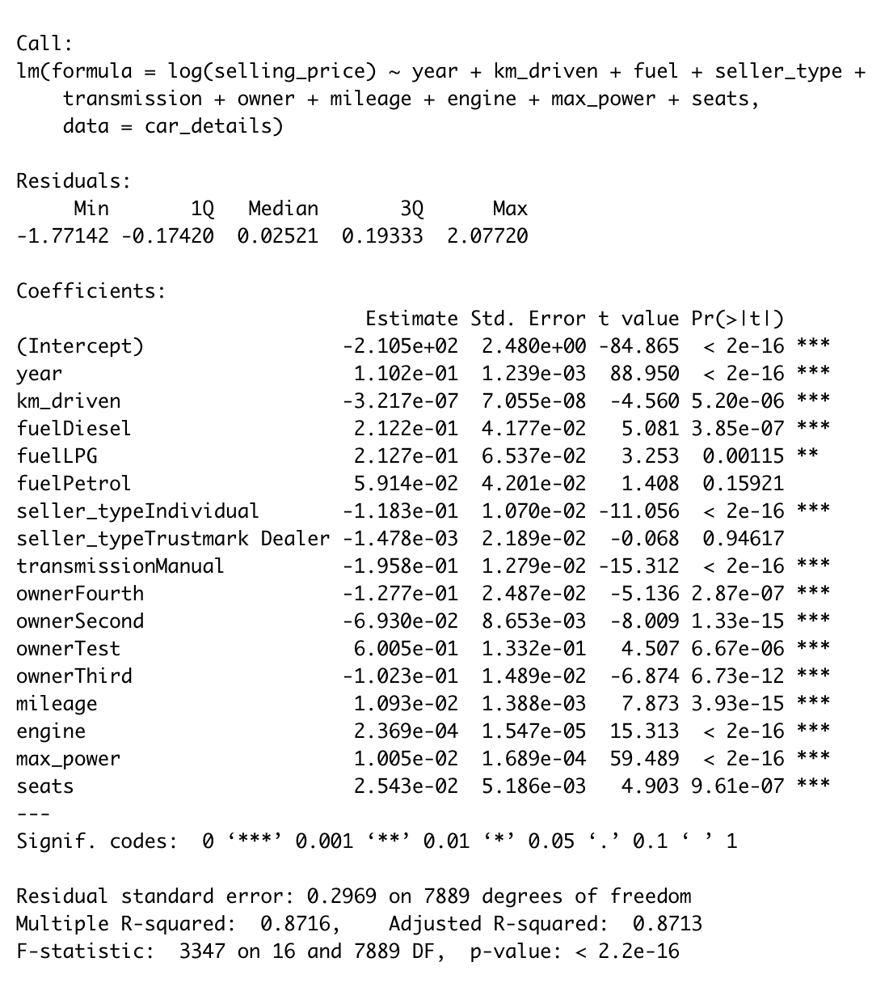 Call:
lm(formula = log(selling_price) ~ year + km_driven + fuel + seller_type +
    transmission + owner + mileage + engine + max_power + seats,
    data = car_details)

Residuals:
     Min       1Q   Median       3Q      Max
-1.77142 -0.17420  0.02521  0.19333  2.07720

Coefficients:
                             Estimate Std. Error t value Pr(>|t|)
(Intercept)                -2.105e+02  2.480e+00 -84.865  < 2e-16 ***
year                        1.102e-01  1.239e-03  88.950  < 2e-16 ***
km_driven                  -3.217e-07  7.055e-08  -4.560 5.20e-06 ***
fuelDiesel                  2.122e-01  4.177e-02   5.081 3.85e-07 ***
fuelLPG                     2.127e-01  6.537e-02   3.253  0.00115 **
fuelPetrol                  5.914e-02  4.201e-02   1.408  0.15921
seller_typeIndividual      -1.183e-01  1.070e-02 -11.056  < 2e-16 ***
seller_typeTrustmark Dealer -1.478e-03  2.189e-02  -0.068  0.94617
transmissionManual         -1.958e-01  1.279e-02 -15.312  < 2e-16 ***
ownerFourth                -1.277e-01  2.487e-02  -5.136 2.87e-07 ***
ownerSecond                -6.930e-02  8.653e-03  -8.009 1.33e-15 ***
ownerTest                   6.005e-01  1.332e-01   4.507 6.67e-06 ***
ownerThird                 -1.023e-01  1.489e-02  -6.874 6.73e-12 ***
mileage                     1.093e-02  1.388e-03   7.873 3.93e-15 ***
engine                      2.369e-04  1.547e-05  15.313  < 2e-16 ***
max_power                   1.005e-02  1.689e-04  59.489  < 2e-16 ***
seats                       2.543e-02  5.186e-03   4.903 9.61e-07 ***
---
Signif. codes:  0 ‘***’ 0.001 ‘**’ 0.01 ‘*’ 0.05 ‘.’ 0.1 ‘ ’ 1

Residual standard error: 0.2969 on 7889 degrees of freedom
Multiple R-squared:  0.8716,    Adjusted R-squared:  0.8713
F-statistic:  3347 on 16 and 7889 DF,  p-value: < 2.2e-16